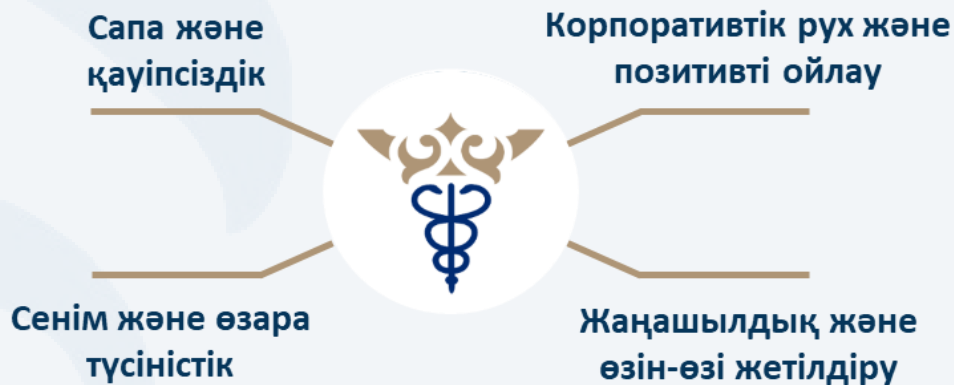 Сапа және
қауіпсіздік
Корпоративтік рух және
позитивті ойлау
Сенім және өзара
түсіністік
Жаңашылдық және
өзін-өзі жетілдіру